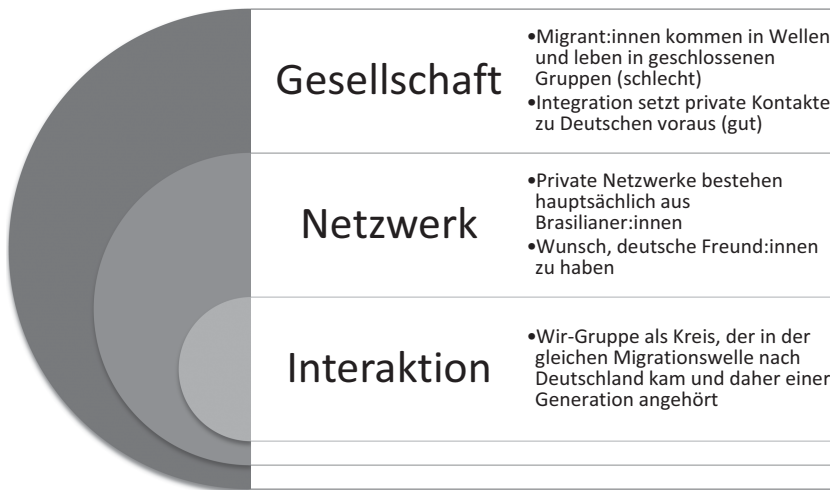 Gesellschaft
•Migrant:innen kommen in Wellen
und leben in geschlossenen
Gruppen (schlecht)
•Integration setzt private Kontakte
zu Deutschen voraus (gut)
Netzwerk
•Private Netzwerke bestehen
hauptsächlich aus
Brasilianer:innen
•Wunsch, deutsche Freund:innen
zu haben
Interaktion
•Wir-Gruppe als Kreis, der in der
gleichen Migrationswelle nach
Deutschland kam und daher einer
Generation angehört